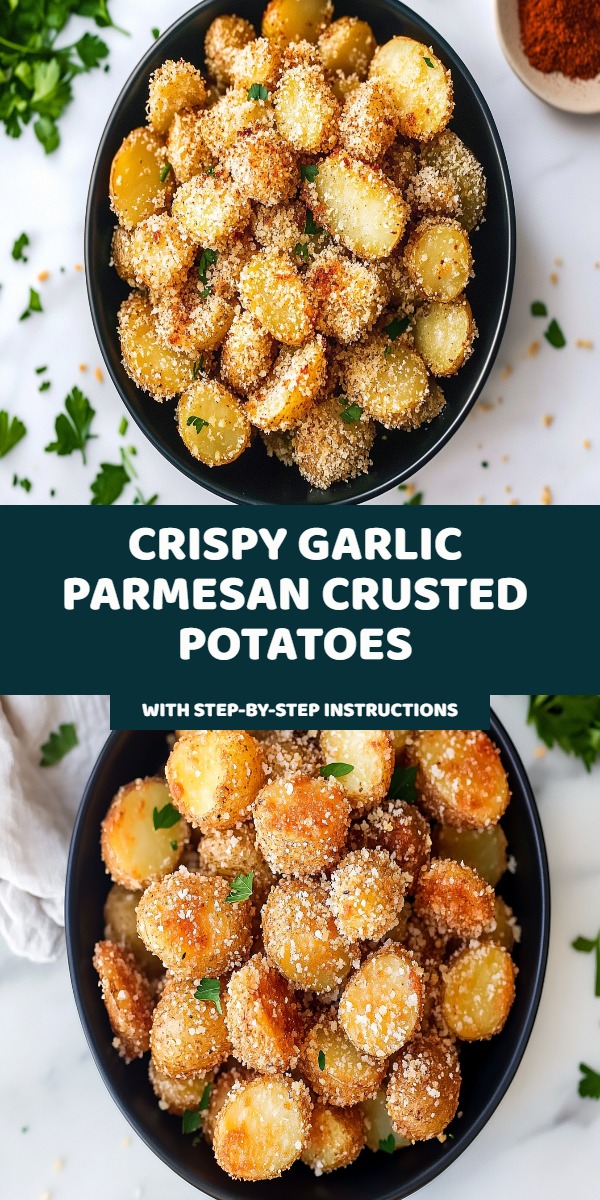 CRISPY GARLIC
PARMESAN CRUSTED
POTATOES
WITH STEP-BY-STEP INSTRUCTIONS